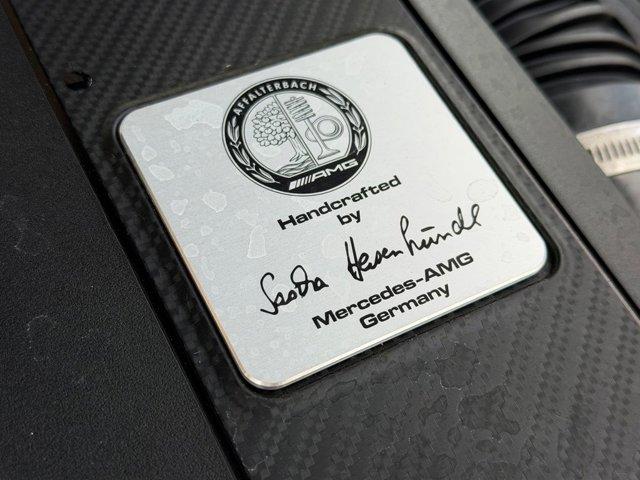 AFFALTERBACH
AMG
Handcrafted
by
Mercedes-AMG
Germany